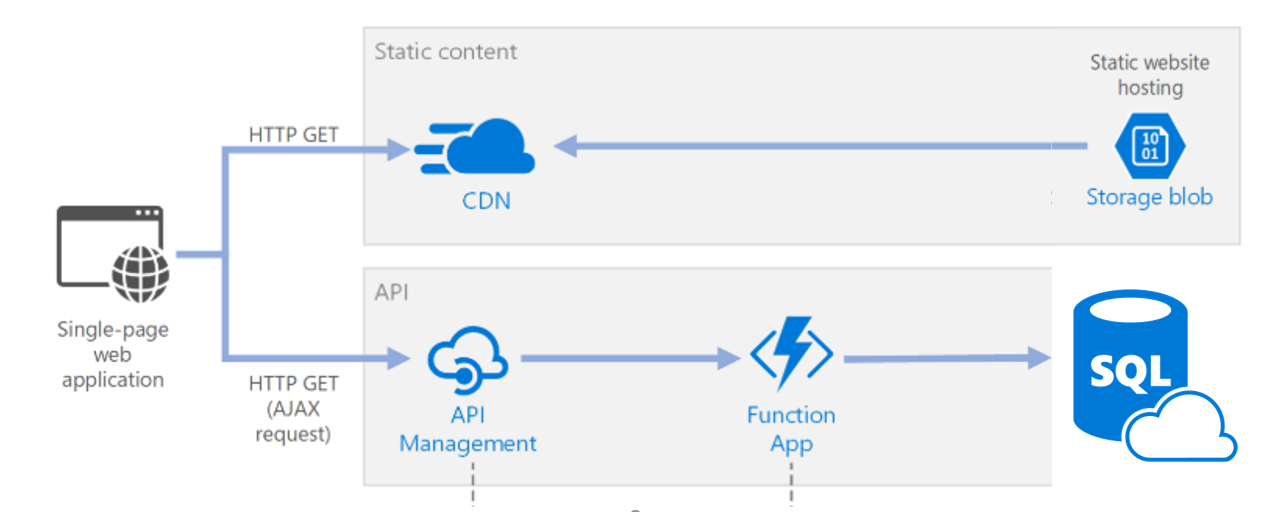 Static content
Static website
hosting
HTTP GET
10
01
CDN
Storage blob
API
Single-page
web
application
HTTP GET
(AJAX
request)
API
Management
Function
App
SQL